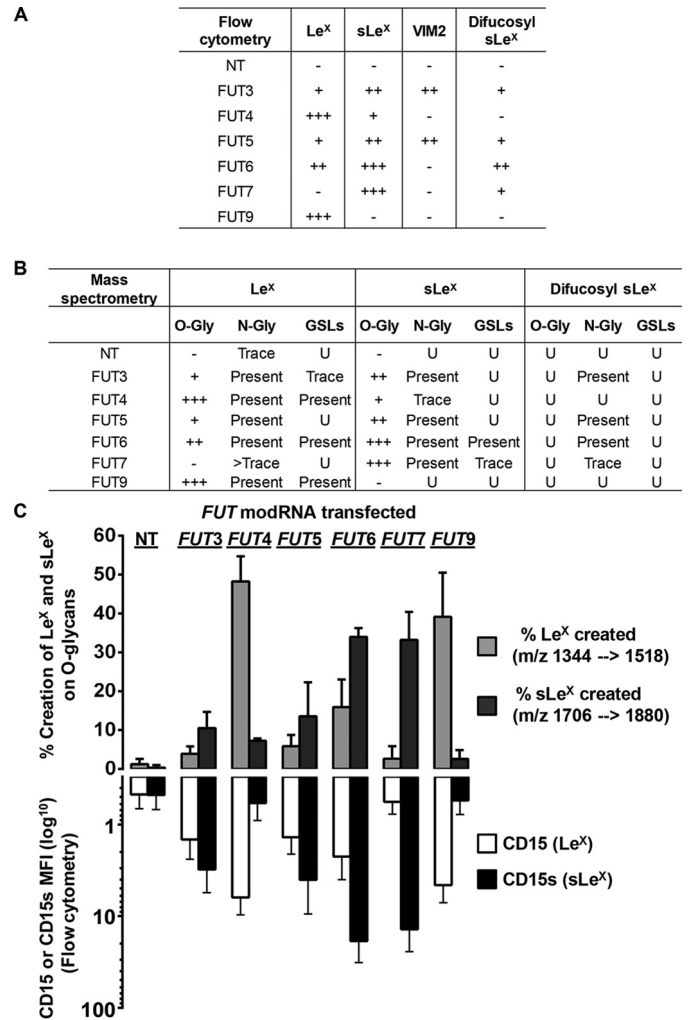 A
Flow cytometry Le^X sLe^X VIM2 Difucosyl sLe^X
NT - - - -
FUT3 + ++ ++ +
FUT4 +++ + - -
FUT5 + ++ ++ +
FUT6 ++ +++ - ++
FUT7 - +++ - +
FUT9 +++ - - -
B
Mass spectrometry Le^X sLe^X Difucosyl sLe^X
O-Gly N-Gly GSLs O-Gly N-Gly GSLs O-Gly N-Gly GSLs
NT - Trace U - U U U U U
FUT3 + Present Trace ++ Present U U Present U
FUT4 +++ Present Present + Trace U U U U
FUT5 + Present U ++ Present U U Present U
FUT6 ++ Present Present +++ Present Present U Present U
FUT7 - >Trace U +++ Present Trace U Trace U
FUT9 +++ Present Present - U U U U U
C
FUT modRNA transfected
NT FUT3 FUT4 FUT5 FUT6 FUT7 FUT9
% Creation of Le^X and sLe^X on O-glycans
60
50
40
30
20
10
0
% Le^X created
(m/z 1344 --> 1518)
% sLe^X created
(m/z 1706 --> 1880)
CD15 or CD15s MFI (log^10)
(Flow cytometry)
1
10
100
CD15 (Le^X)
CD15s (sLe^X)